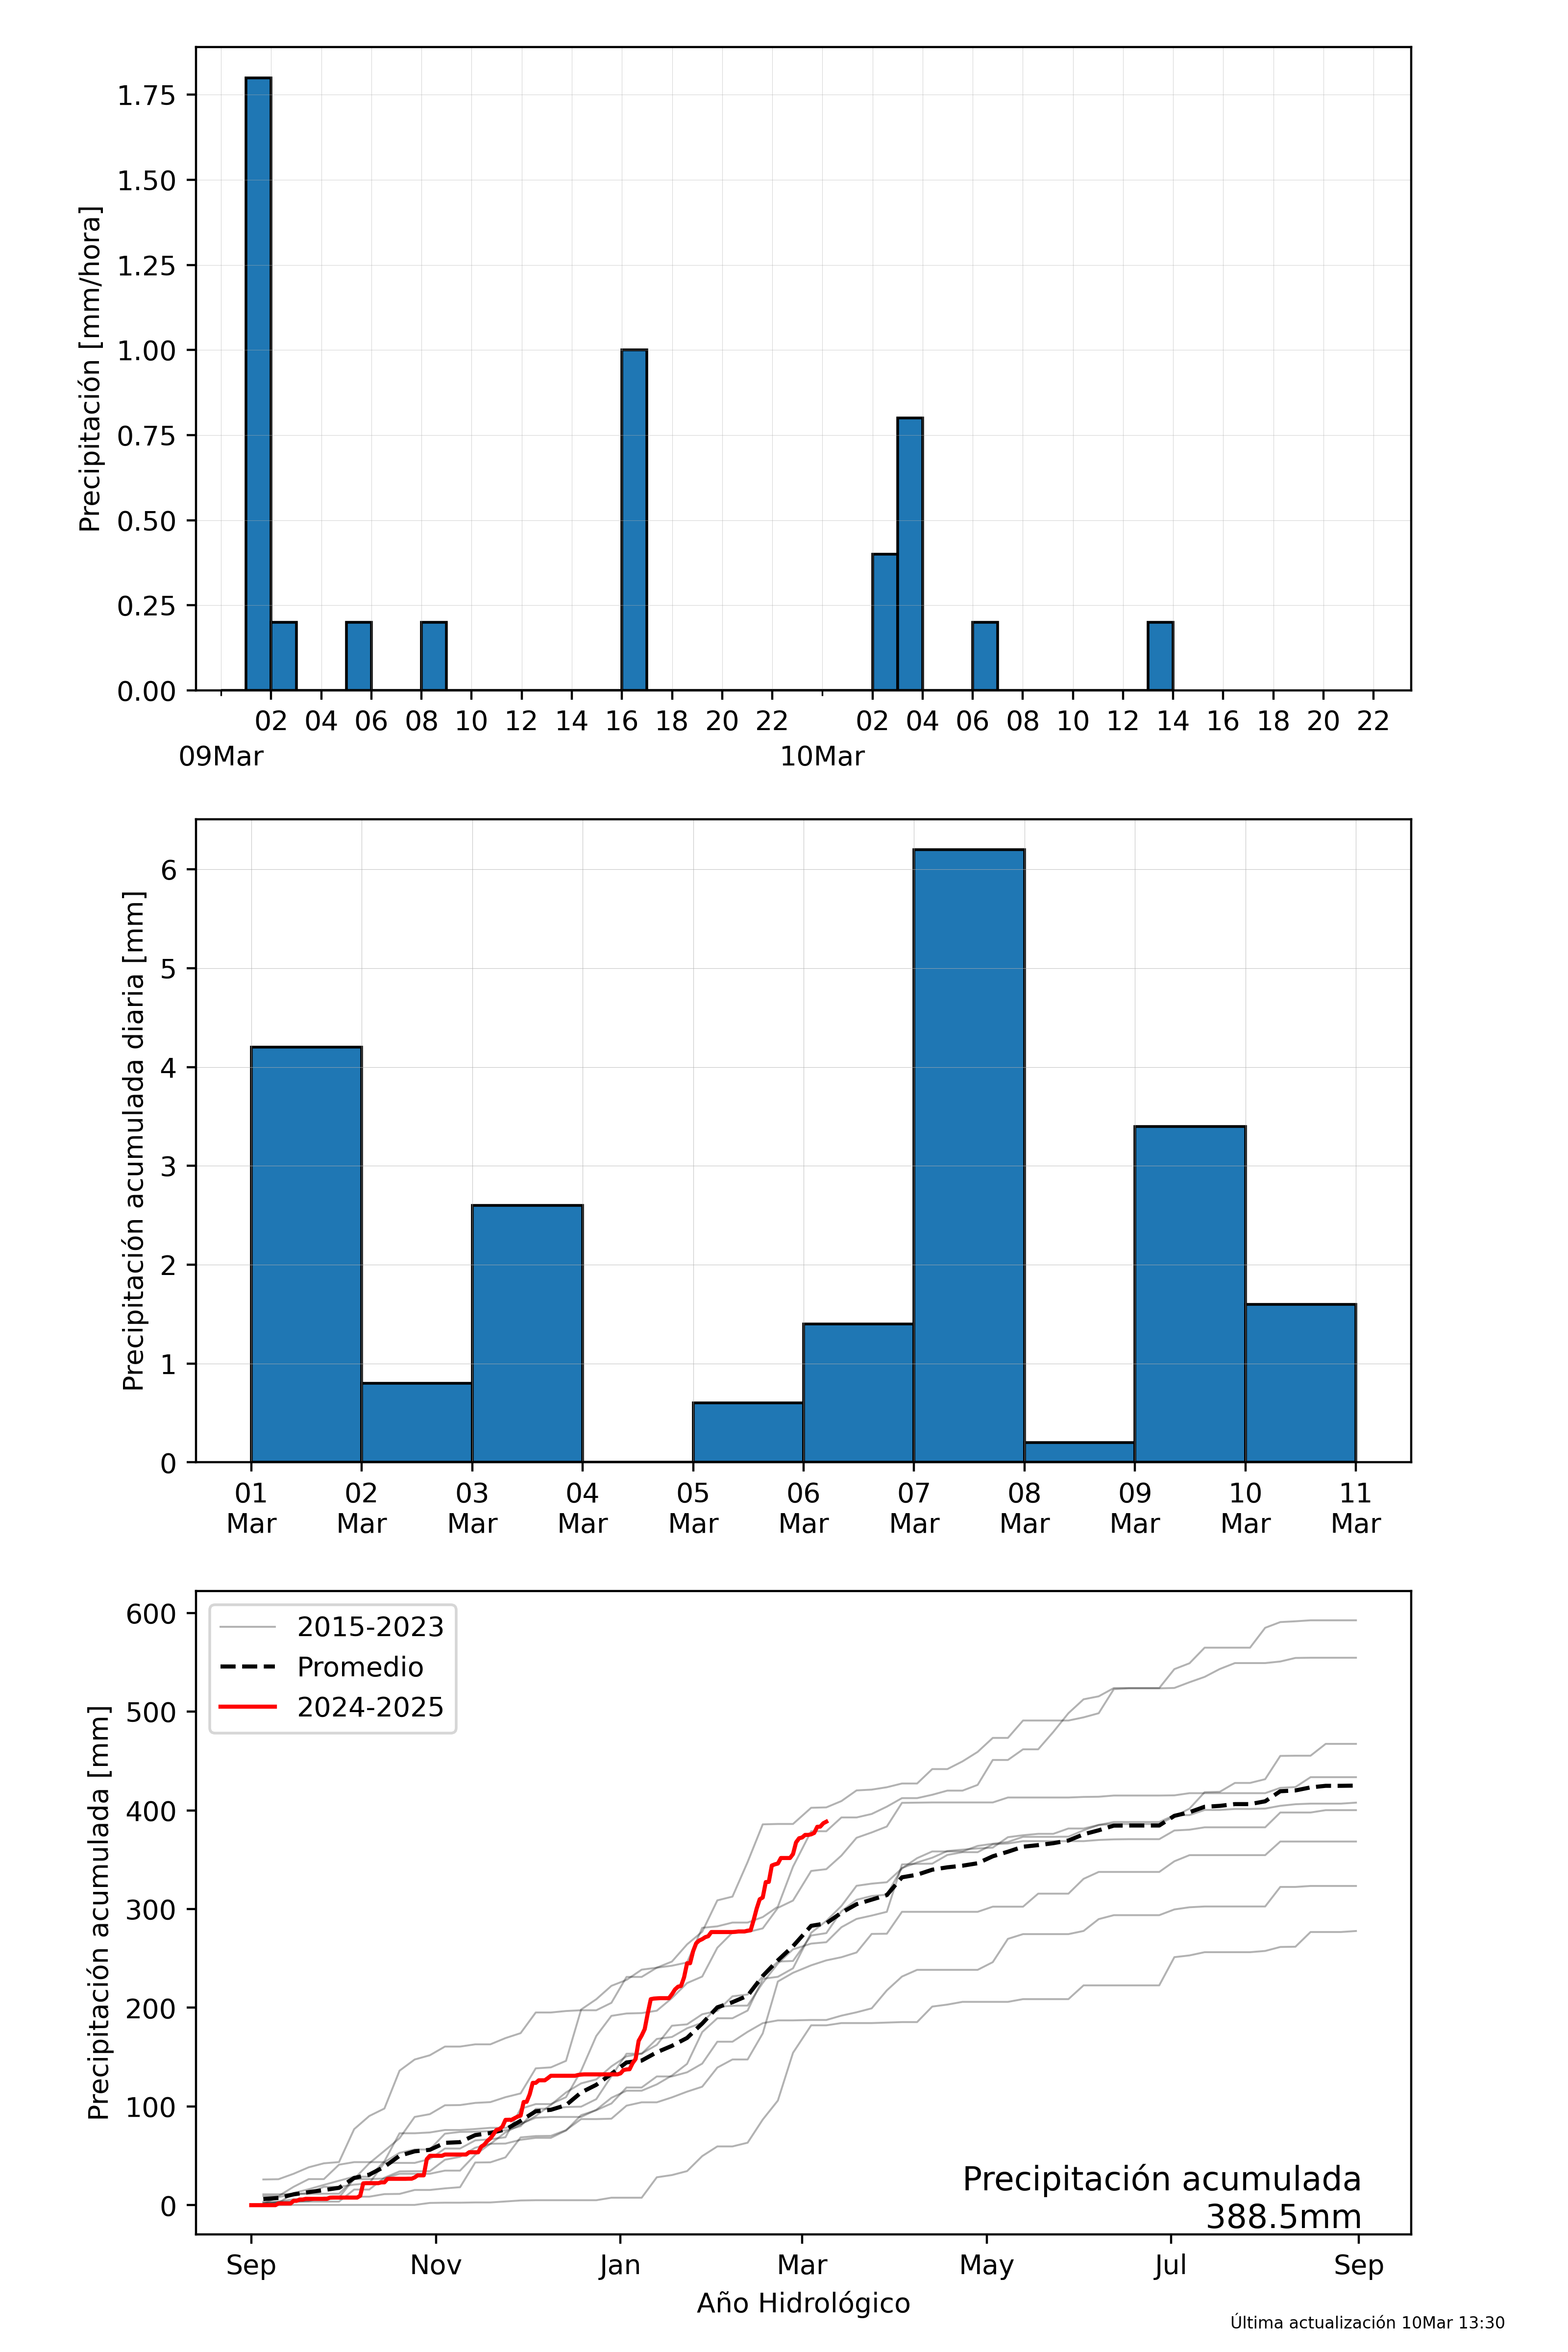 Precipitación [mm/hora]
1.75
1.50
1.25
1.00
0.75
0.50
0.25
0.00
02 04 06 08 10 12 14 16 18 20 22 02 04 06 08 10 12 14 16 18 20 22
09Mar 10Mar
Precipitación acumulada diaria [mm]
6
5
4
3
2
1
0
01 02 03 04 05 06 07 08 09 10 11
Mar Mar Mar Mar Mar Mar Mar Mar Mar Mar Mar
Precipitación acumulada [mm]
600
500
400
300
200
100
0
2015-2023
Promedio
2024-2025
Precipitación acumulada
388.5mm
Sep Nov Jan Mar May Jul Sep
Año Hidrológico
Última actualización 10Mar 13:30